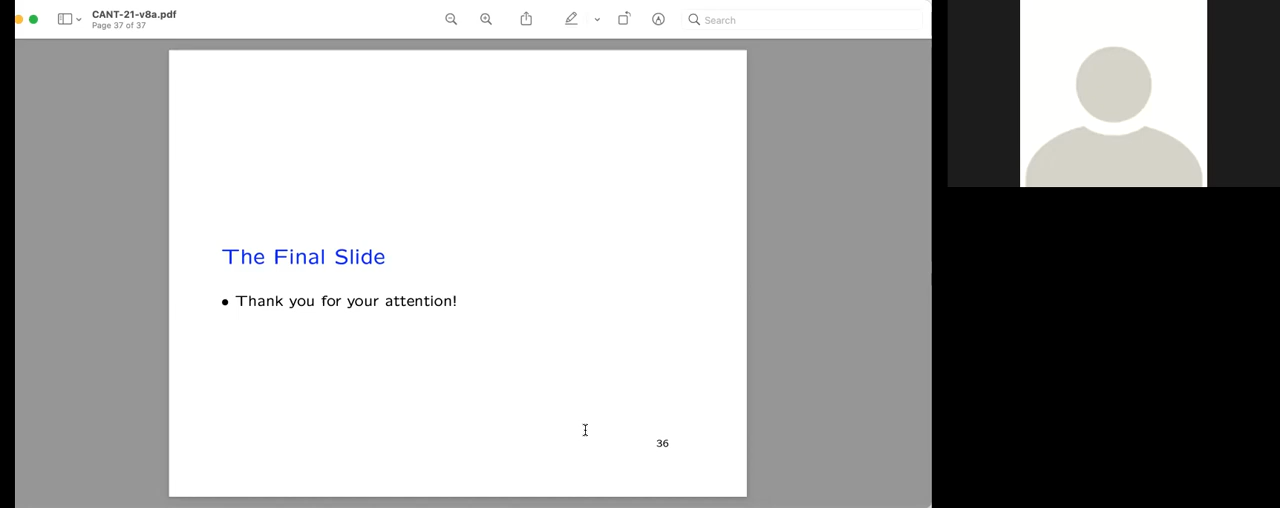 CANT-21-v8a.pdf
Page 37 of 37
Search
The Final Slide
• Thank you for your attention!
36